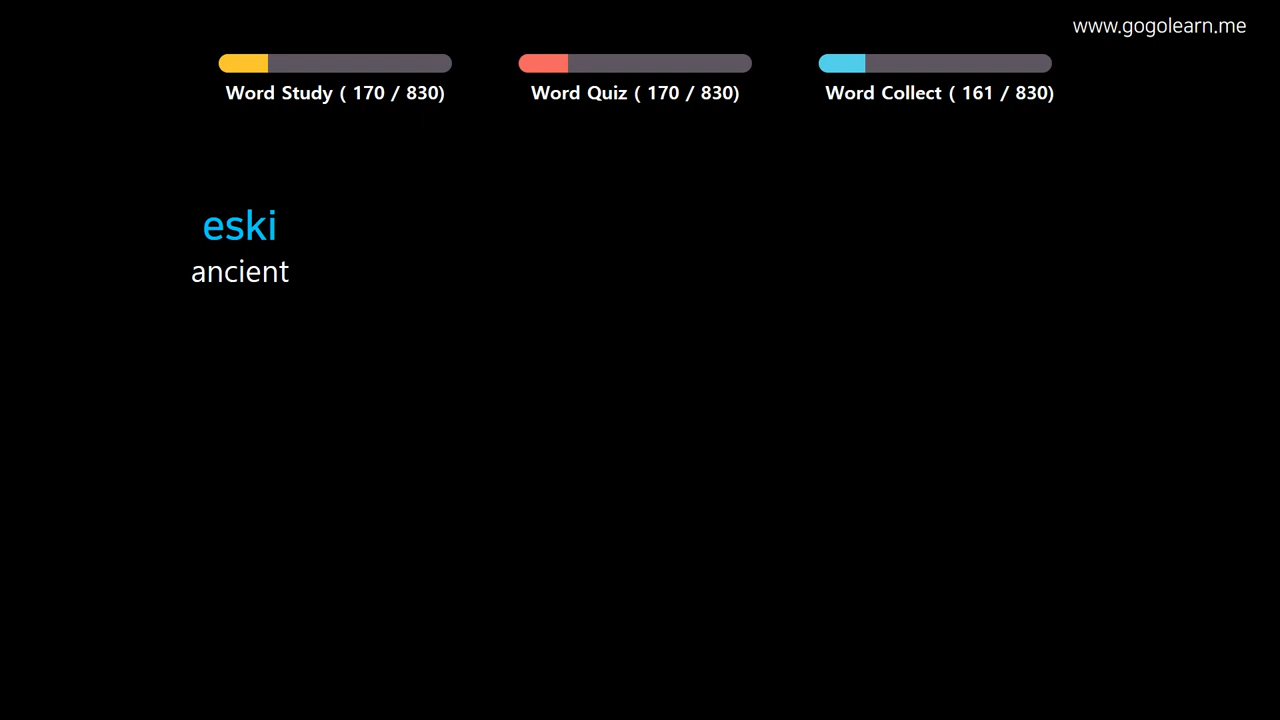 www.gogolearn.me
Word Study ( 170 / 830)
Word Quiz ( 170 / 830)
Word Collect ( 161 / 830)
eski
ancient